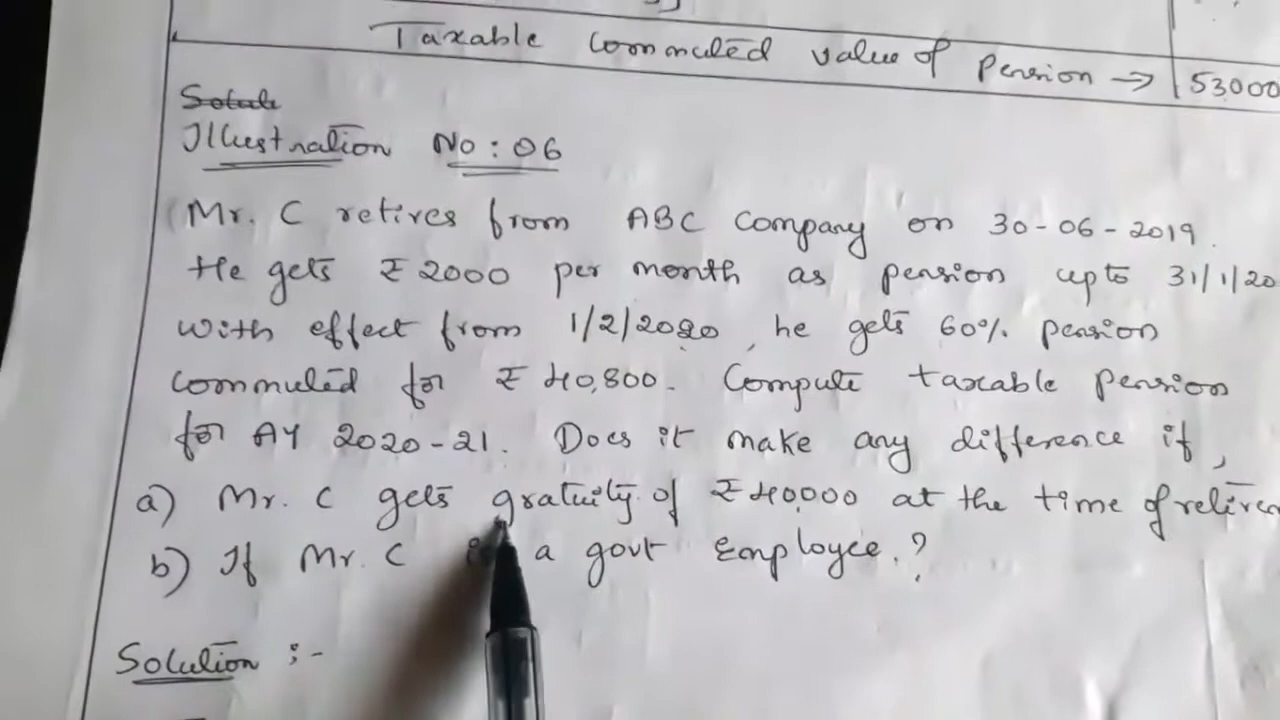 Taxable Commuted value of Pension → 53000
Solute
Illustration No: 06
Mr. C retires from ABC Company on 30-06-2019.
He gets ₹2000 per month as pension upto 31/1/20
With effect from 1/2/2020, he gets 60% pension
Commuted for ₹ 40,800. Compute taxable Pension
for AY 2020-21. Does it make any difference if,
a) Mr. C gets gratuity of ₹40,000 at the time of retire
b) If Mr. C a govt Employee.?
Solution :-